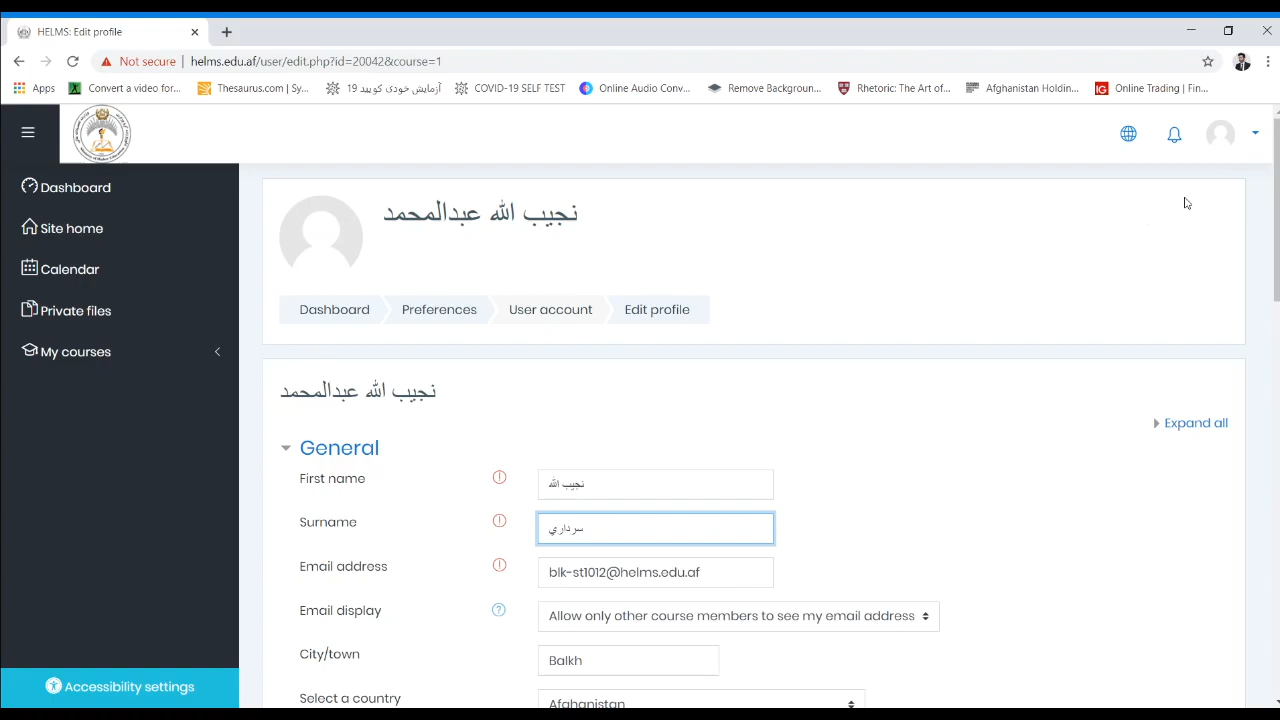 HELMS: Edit profile
Not secure | helms.edu.af/user/edit.php?id=20042&course=1
Apps
Convert a video for...
Thesaurus.com | Sy...
آزمایش خودی کووید 19
COVID-19 SELF TEST
Online Audio Conv...
Remove Backgroun...
Rhetoric: The Art of...
Afghanistan Holdin...
Online Trading | Fin...
Dashboard
Site home
Calendar
Private files
My courses
Accessibility settings
نجيب الله عبدالمحمد
Dashboard
Preferences
User account
Edit profile
نجيب الله عبدالمحمد
Expand all
General
First name
نجيب الله
Surname
سرداري
Email address
blk-st1012@helms.edu.af
Email display
Allow only other course members to see my email address
City/town
Balkh
Select a country
Afghanistan